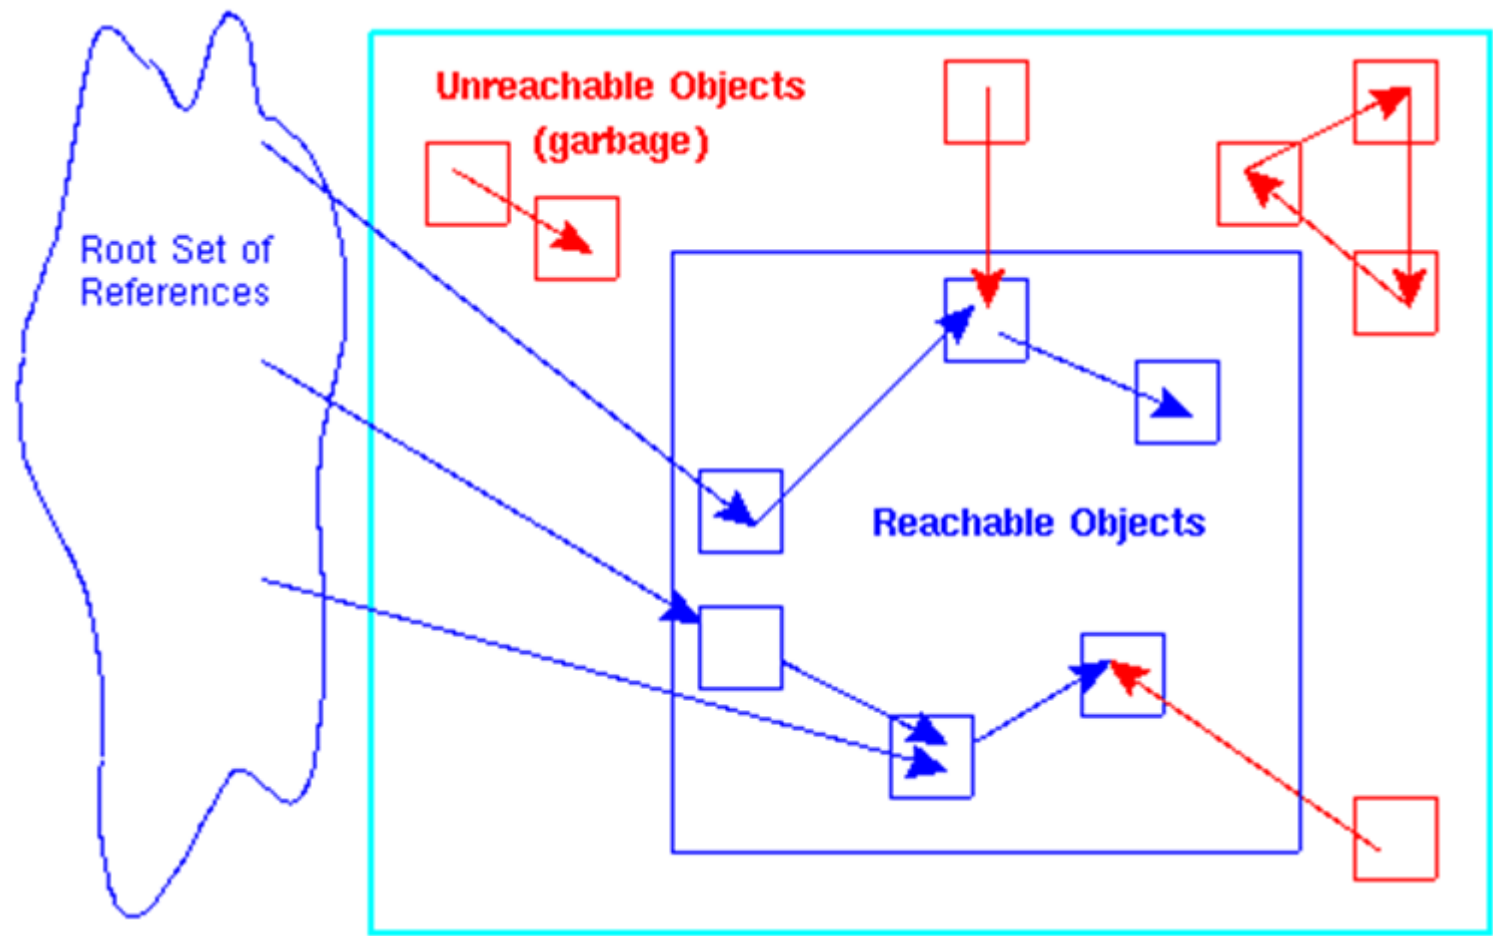 Unreachable Objects
(garbage)
Root Set of
References
Reachable Objects